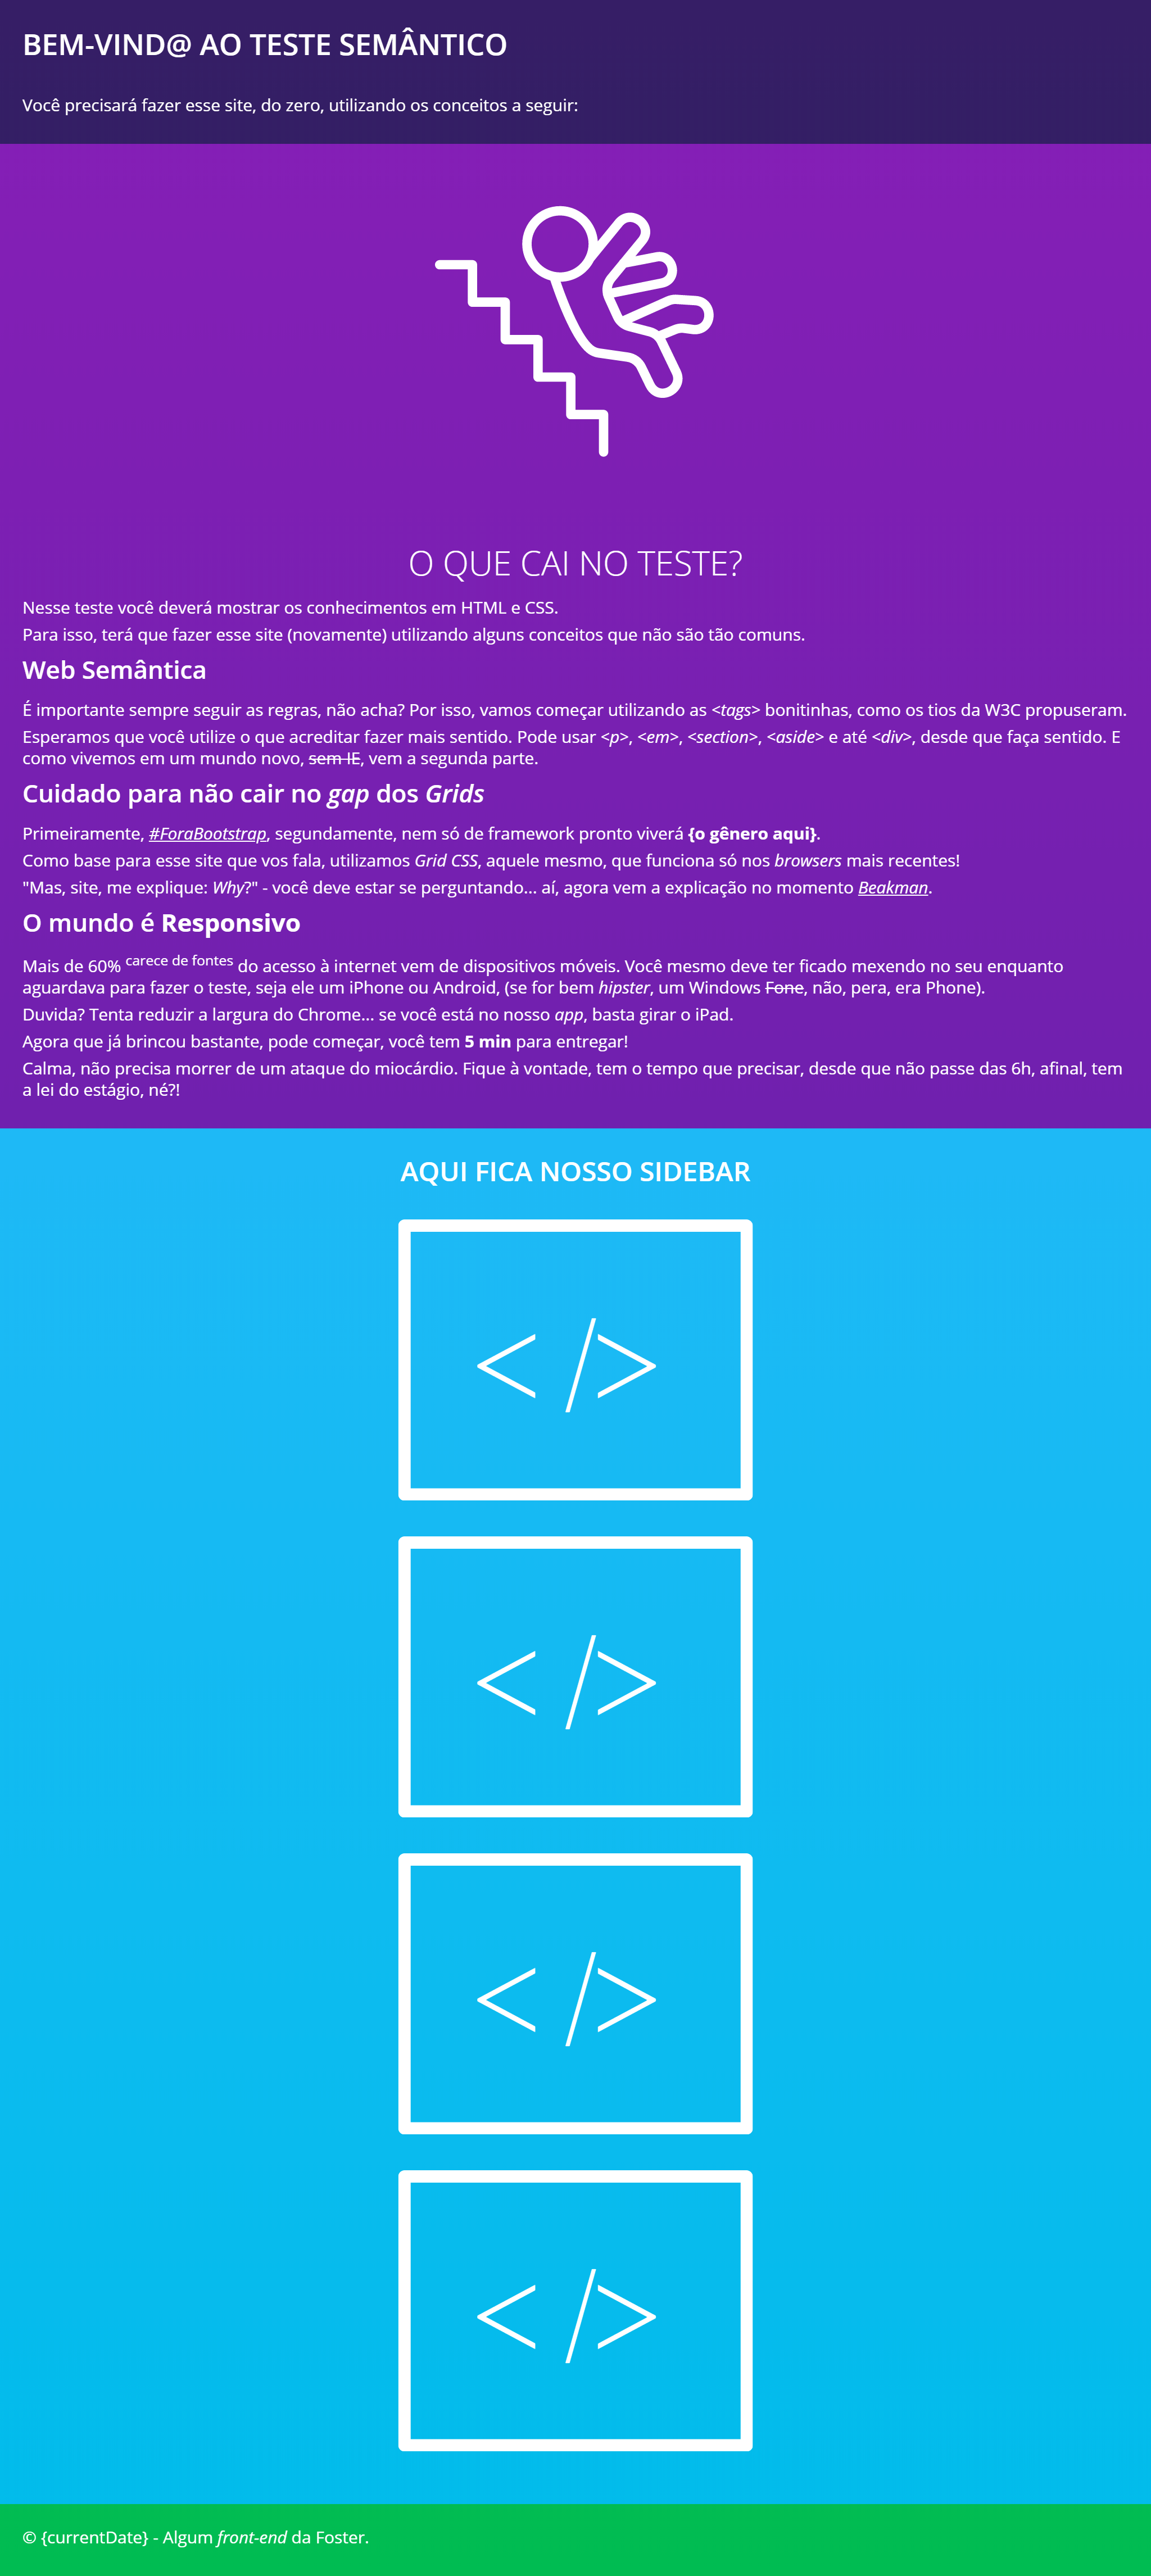 BEM-VIND@ AO TESTE SEMÂNTICO
Você precisará fazer esse site, do zero, utilizando os conceitos a seguir:
O QUE CAI NO TESTE?
Nesse teste você deverá mostrar os conhecimentos em HTML e CSS.
Para isso, terá que fazer esse site (novamente) utilizando alguns conceitos que não são tão comuns.
Web Semântica
É importante sempre seguir as regras, não acha? Por isso, vamos começar utilizando as <tags> bonitinhas, como os tios da W3C propuseram.
Esperamos que você utilize o que acreditar fazer mais sentido. Pode usar <p>, <em>, <section>, <aside> e até <div>, desde que faça sentido. E
como vivemos em um mundo novo, sem IE, vem a segunda parte.
Cuidado para não cair no gap dos Grids
Primeiramente, #ForaBootstrap, segundamente, nem só de framework pronto viverá {o gênero aqui}.
Como base para esse site que vos fala, utilizamos Grid CSS, aquele mesmo, que funciona só nos browsers mais recentes!
"Mas, site, me explique: Why?" - você deve estar se perguntando... aí, agora vem a explicação no momento Beakman.
O mundo é Responsivo
Mais de 60% carece de fontes do acesso à internet vem de dispositivos móveis. Você mesmo deve ter ficado mexendo no seu enquanto
aguardava para fazer o teste, seja ele um iPhone ou Android, (se for bem hipster, um Windows Fone, não, pera, era Phone).
Duvida? Tenta reduzir a largura do Chrome... se você está no nosso app, basta girar o iPad.
Agora que já brincou bastante, pode começar, você tem 5 min para entregar!
Calma, não precisa morrer de um ataque do miocárdio. Fique à vontade, tem o tempo que precisar, desde que não passe das 6h, afinal, tem
a lei do estágio, né?!
AQUI FICA NOSSO SIDEBAR
< />
< />
< />
< />
© {currentDate} - Algum front-end da Foster.